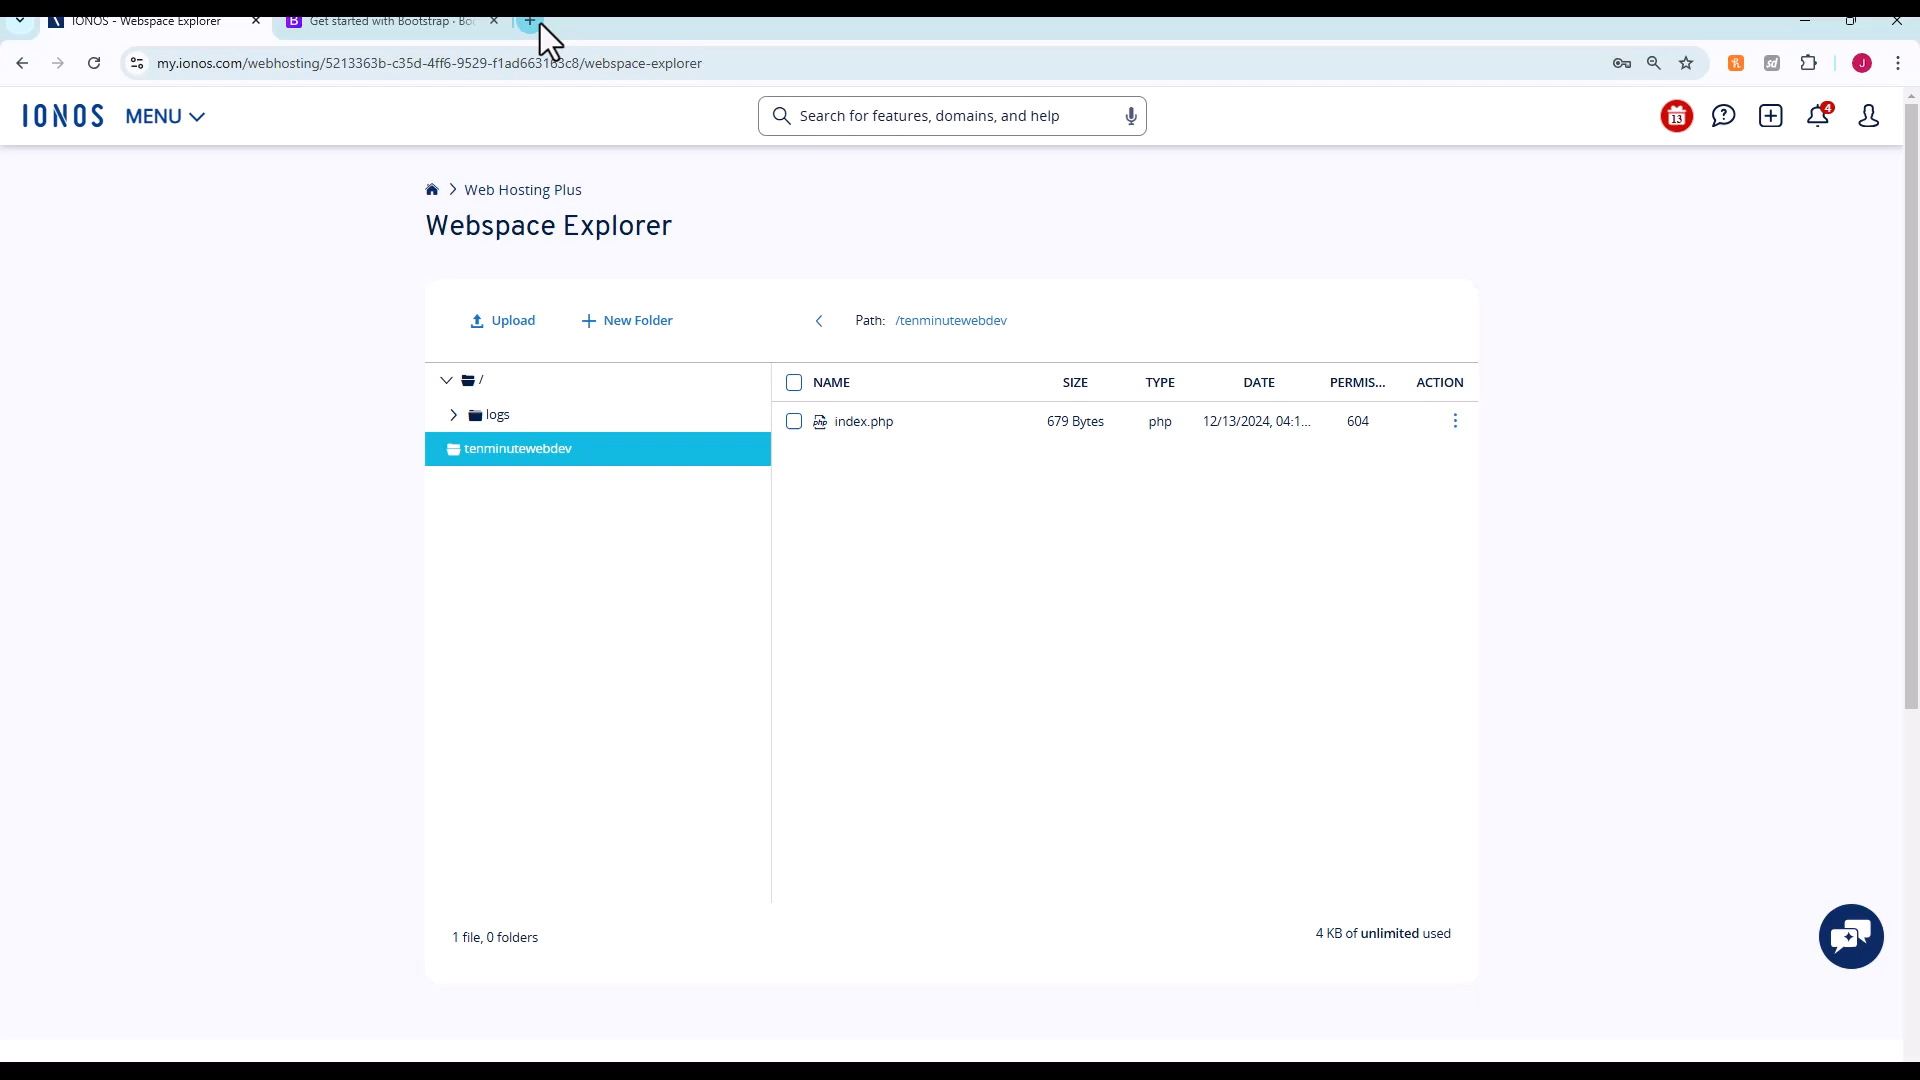 IONOS - Webspace Explorer
Get started with Bootstrap · Boo
my.ionos.com/webhosting/5213363b-c35d-4ff6-9529-f1ad663163c8/webspace-explorer
sd
J
IONOS MENU
Search for features, domains, and help
13
4
Web Hosting Plus
Webspace Explorer
Upload
New Folder
Path: /tenminutewebdev
/
NAME SIZE TYPE DATE PERMIS... ACTION
logs
php index.php 679 Bytes php 12/13/2024, 04:1... 604
tenminutewebdev
1 file, 0 folders
4 KB of unlimited used